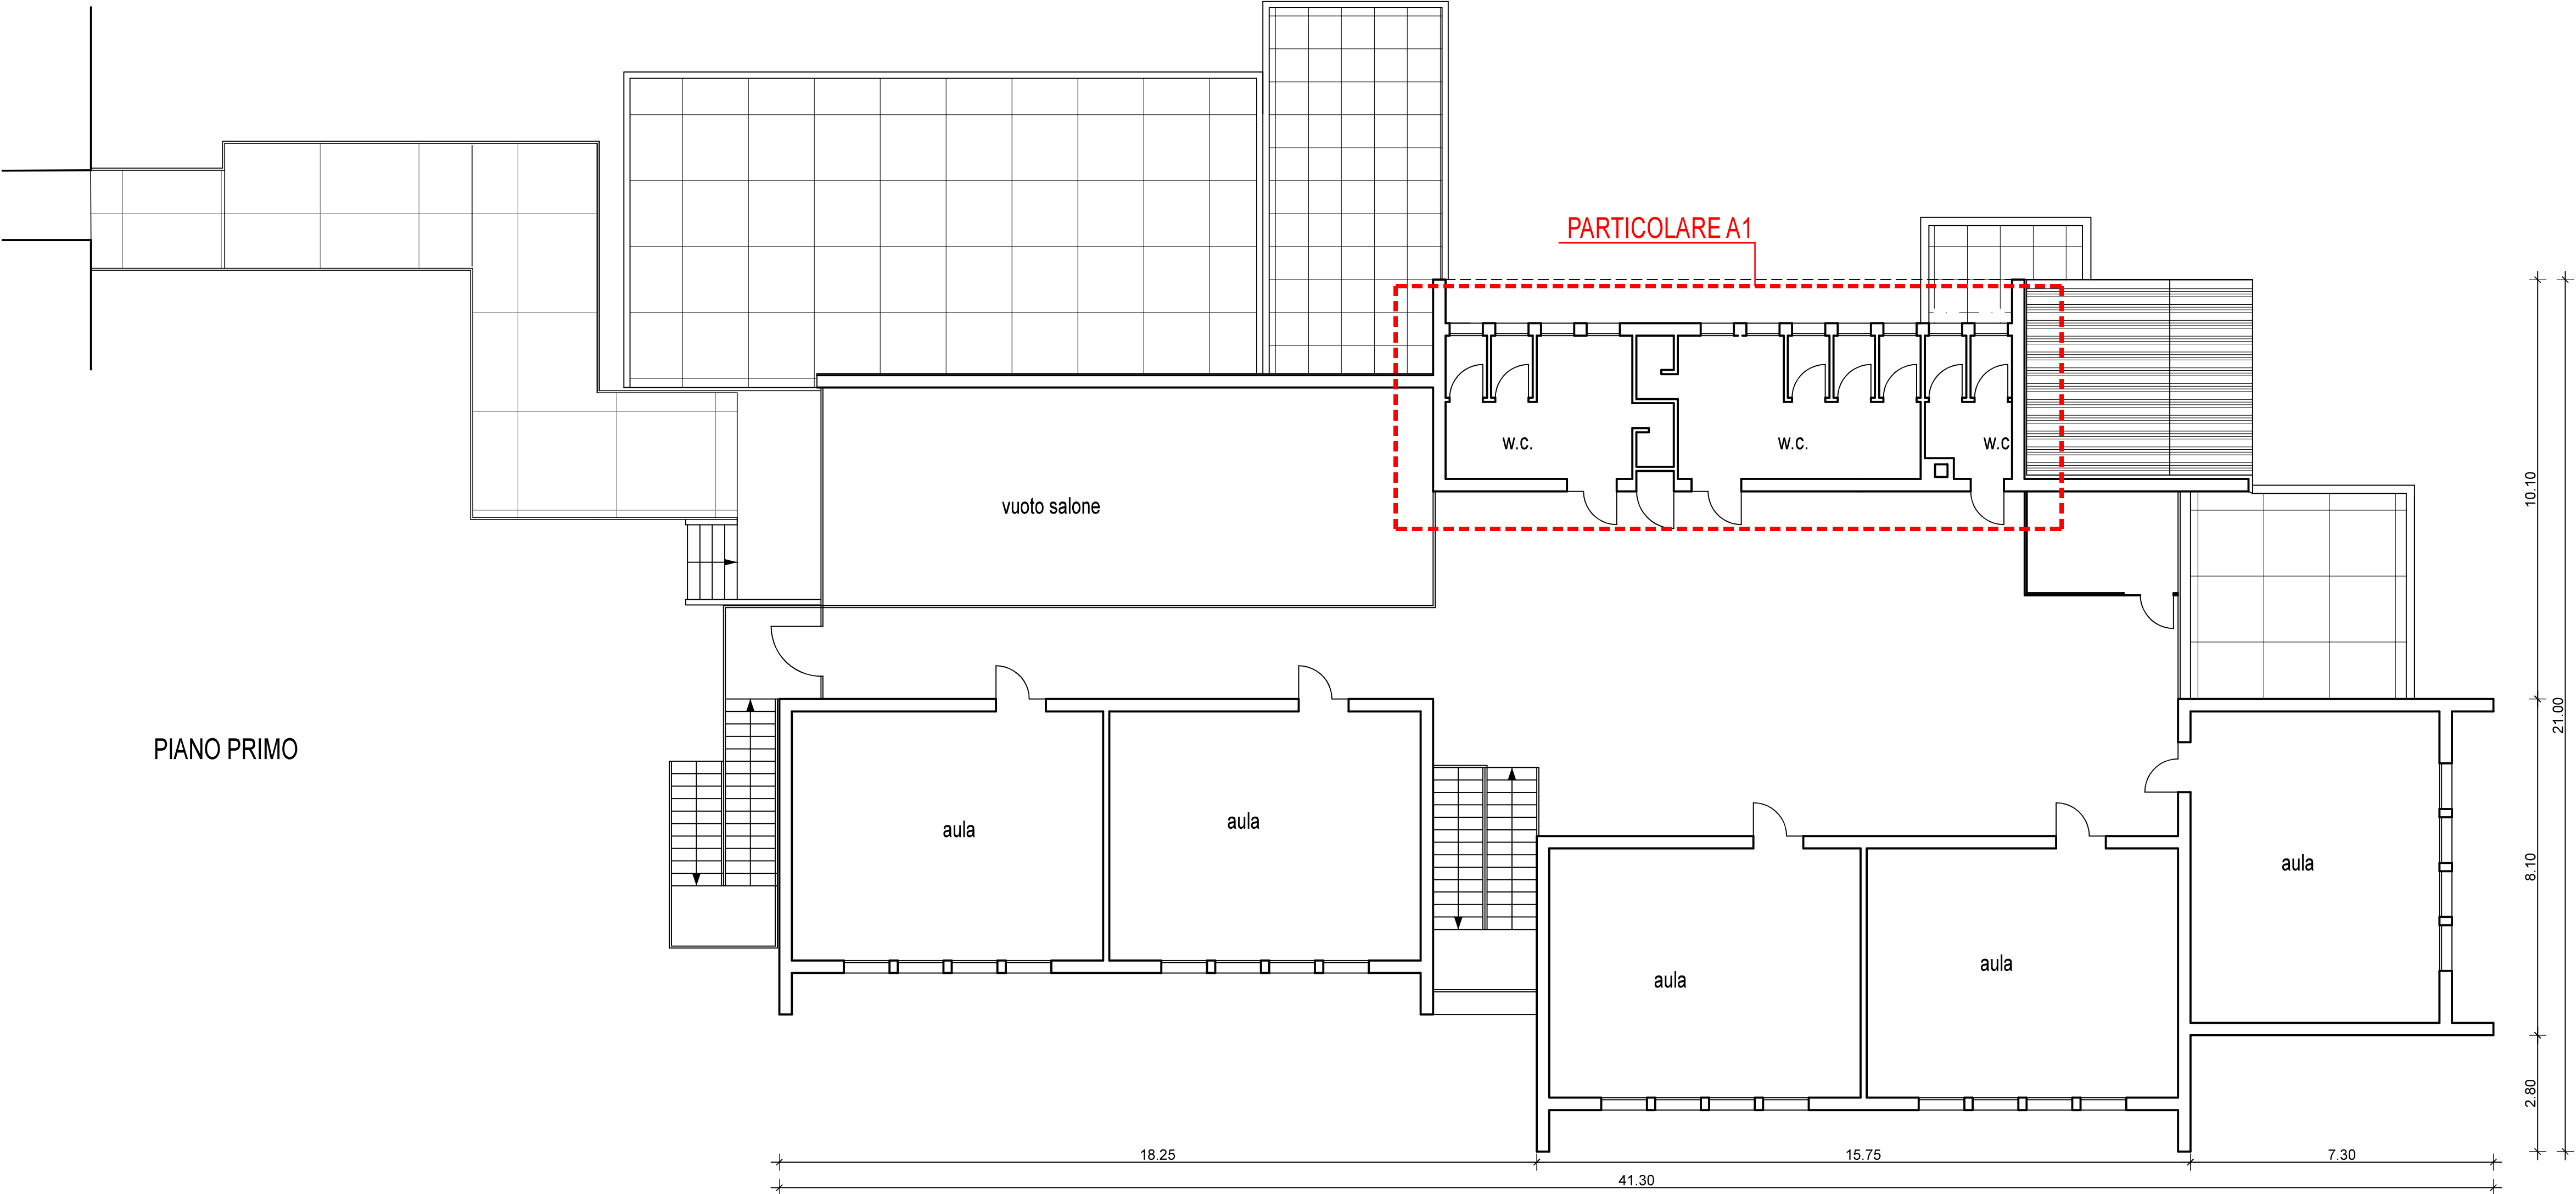 PARTICOLARE A1
w.c.
w.c.
w.c.
vuoto salone
10.10
21.00
PIANO PRIMO
aula
aula
aula
aula
aula
8.10
2.80
18.25
15.75
7.30
41.30